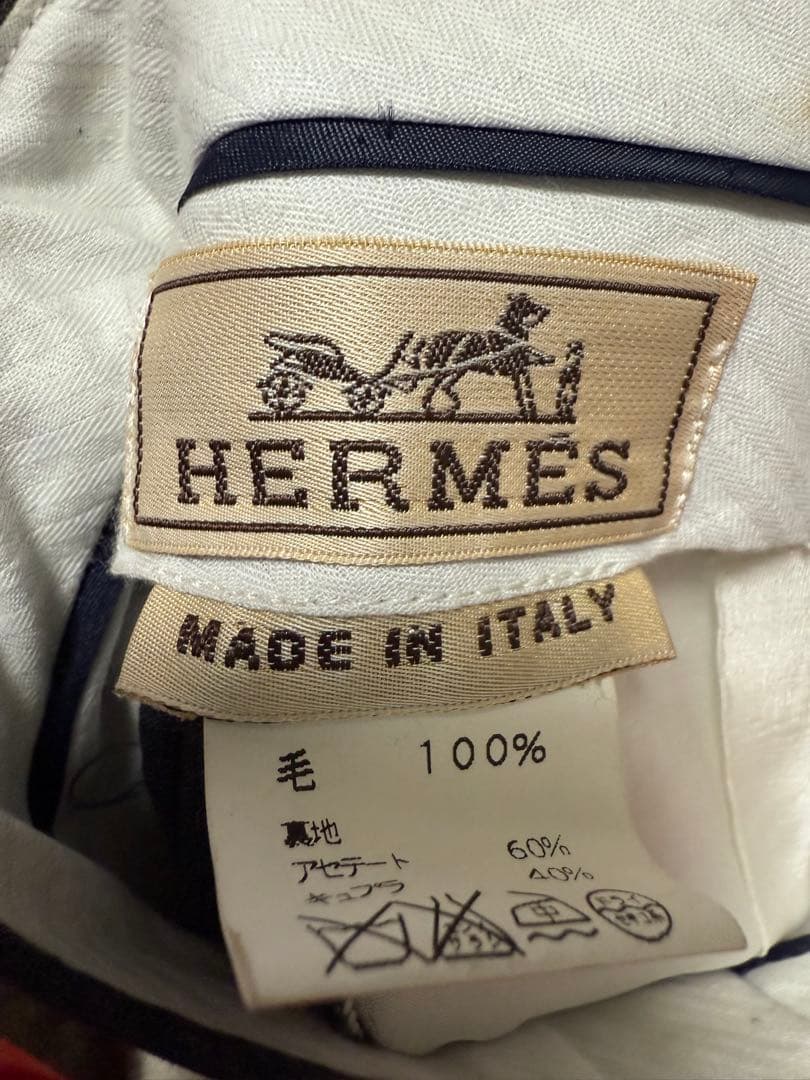 HERMÈS
MADE IN ITALY
毛 100%
裏地
アセテート 60%
キュプラ 40%
中